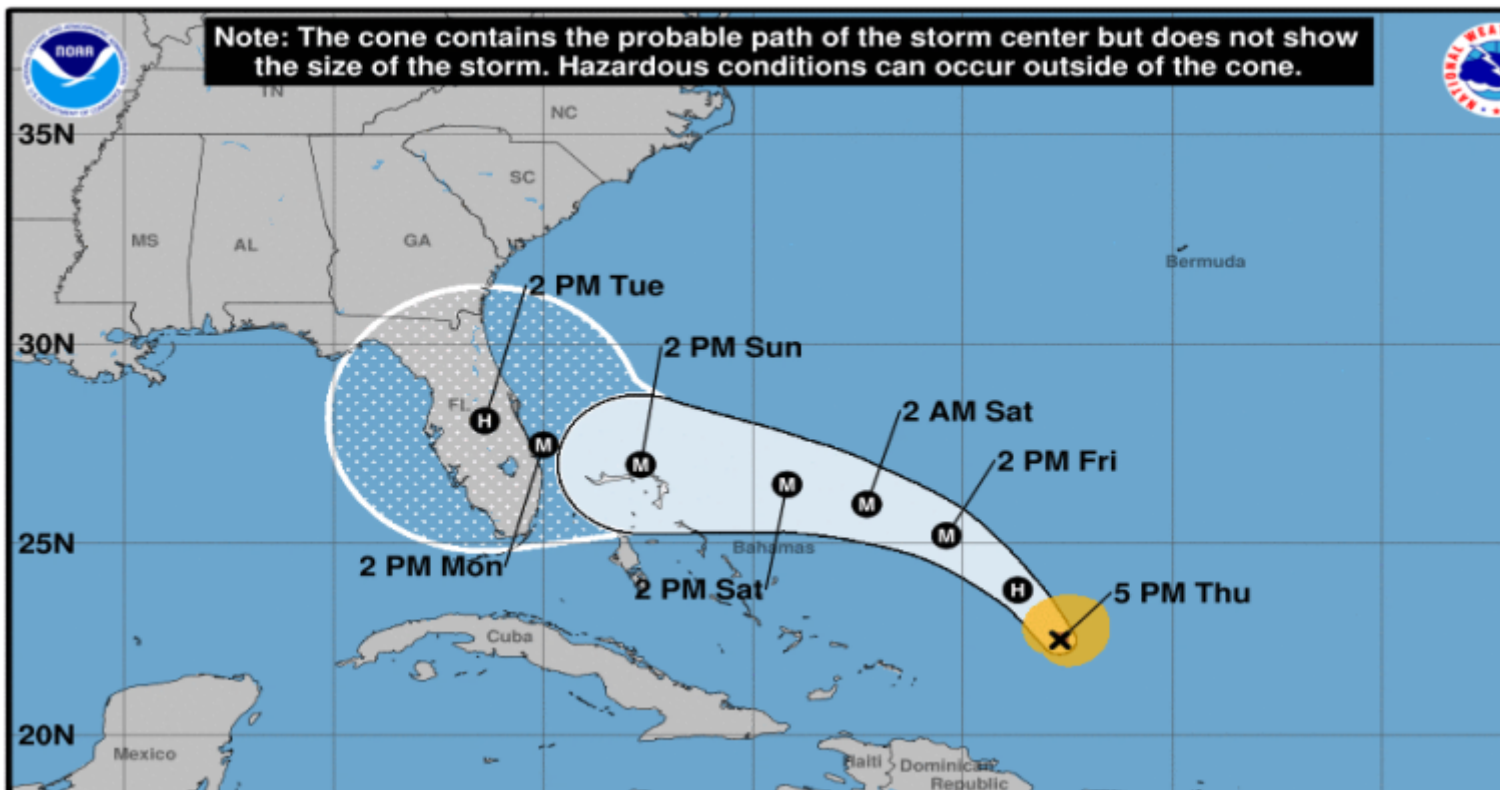 NOAA
Note: The cone contains the probable path of the storm center but does not show
the size of the storm. Hazardous conditions can occur outside of the cone.
TN
NC
35N
SC
MS
AL
GA
Bermuda
2 PM Tue
30N
2 PM Sun
FL
H
M
M
2 AM Sat
M
M
2 PM Fri
M
25N
Bahamas
2 PM Mon
2 PM Sat
H
5 PM Thu
Cuba
20N
Mexico
Haiti
Dominican
Republic